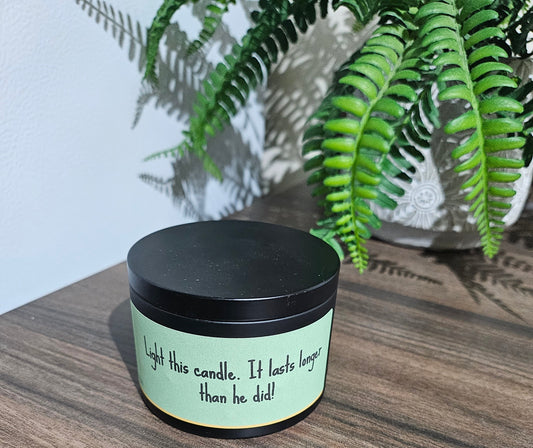 Light this candle. It lasts longer
than he did!